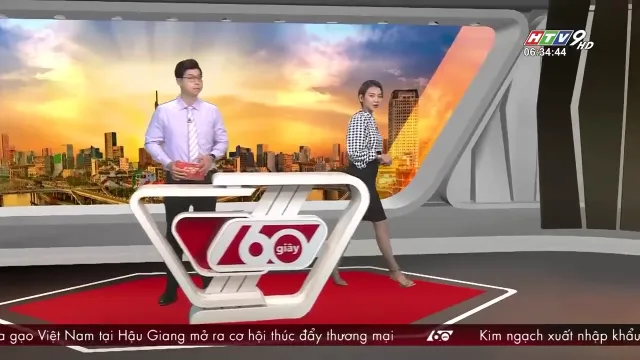 HTV9 HD
06:34:44
60 giây
a gạo Việt Nam tại Hậu Giang mở ra cơ hội thúc đẩy thương mại 60 Kim ngạch xuất nhập khẩu